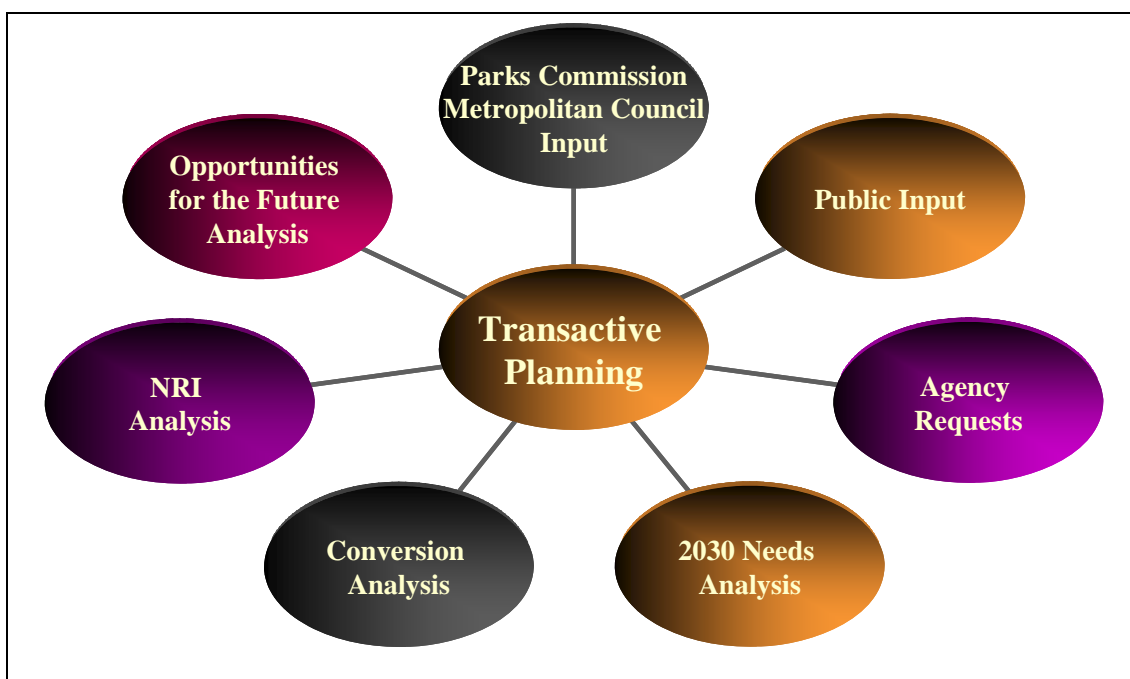 Parks Commission
Metropolitan Council
Input
Opportunities
for the Future
Analysis
Public Input
Transactive
Planning
NRI
Analysis
Agency
Requests
Conversion
Analysis
2030 Needs
Analysis